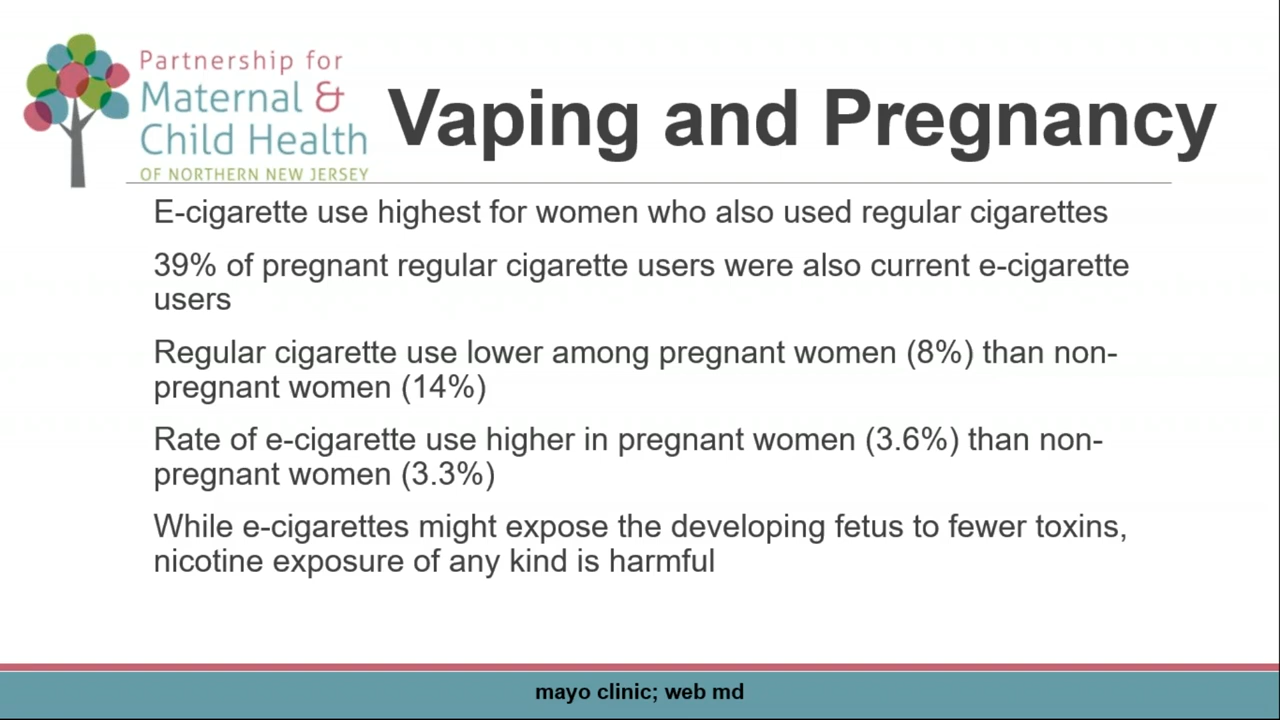 Partnership for
Maternal &
Child Health
OF NORTHERN NEW JERSEY
Vaping and Pregnancy
E-cigarette use highest for women who also used regular cigarettes
39% of pregnant regular cigarette users were also current e-cigarette
users
Regular cigarette use lower among pregnant women (8%) than non-
pregnant women (14%)
Rate of e-cigarette use higher in pregnant women (3.6%) than non-
pregnant women (3.3%)
While e-cigarettes might expose the developing fetus to fewer toxins,
nicotine exposure of any kind is harmful
mayo clinic; web md